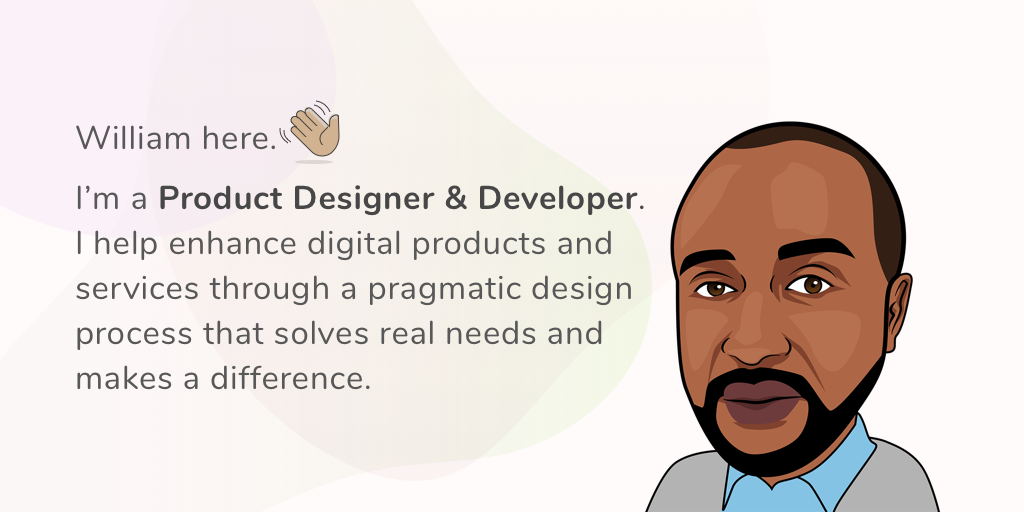 William here.
I’m a Product Designer & Developer.
I help enhance digital products and
services through a pragmatic design
process that solves real needs and
makes a difference.